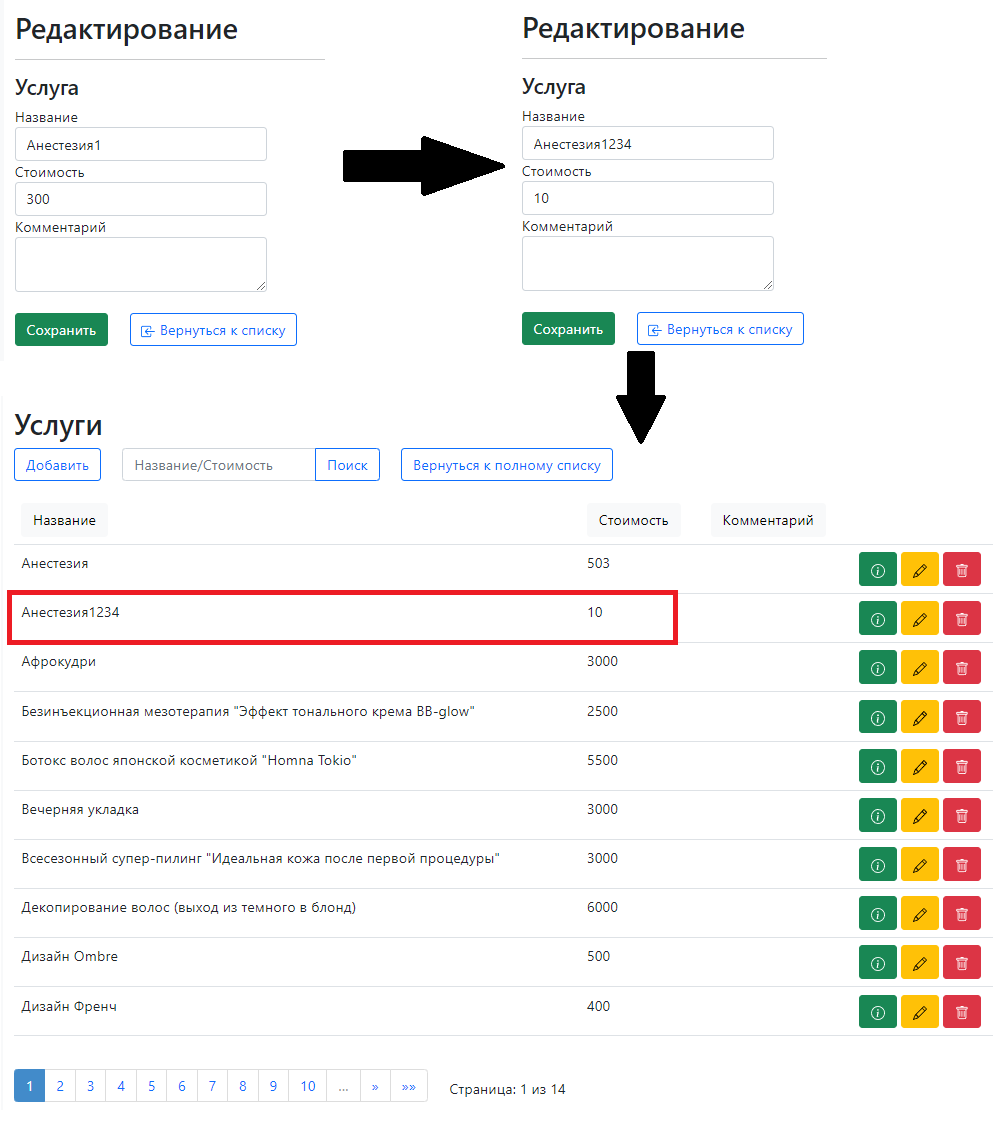 Редактирование
Услуга
Название
Анестезия1
Стоимость
300
Комментарий
Сохранить Вернуться к списку
Редактирование
Услуга
Название
Анестезия1234
Стоимость
10
Комментарий
Сохранить Вернуться к списку
Услуги
Добавить Название/Стоимость Поиск Вернуться к полному списку
Название Стоимость Комментарий
Анестезия 503
Анестезия1234 10
Афрокудри 3000
Безинъекционная мезотерапия "Эффект тонального крема BB-glow" 2500
Ботокс волос японской косметикой "Homna Tokio" 5500
Вечерняя укладка 3000
Всесезонный супер-пилинг "Идеальная кожа после первой процедуры" 3000
Декопирование волос (выход из темного в блонд) 6000
Дизайн Ombre 500
Дизайн Френч 400
1 2 3 4 5 6 7 8 9 10 ... » »» Страница: 1 из 14